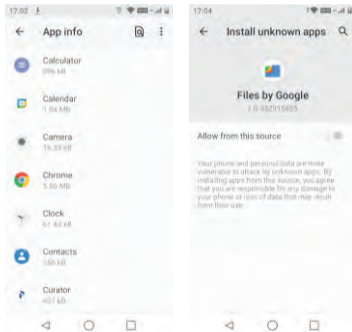 17:02
App info
Calculator
Calendar
Camera
Chrome
Clock
Contacts
Curator
17:04
Install unknown apps
Files by Google
Allow from this source
Your phone and personal data are more
vulnerable to attack by unknown apps. By
installing apps from this source, you agree
that you are responsible for any damage to
your phone or loss of data that may result
from their use.